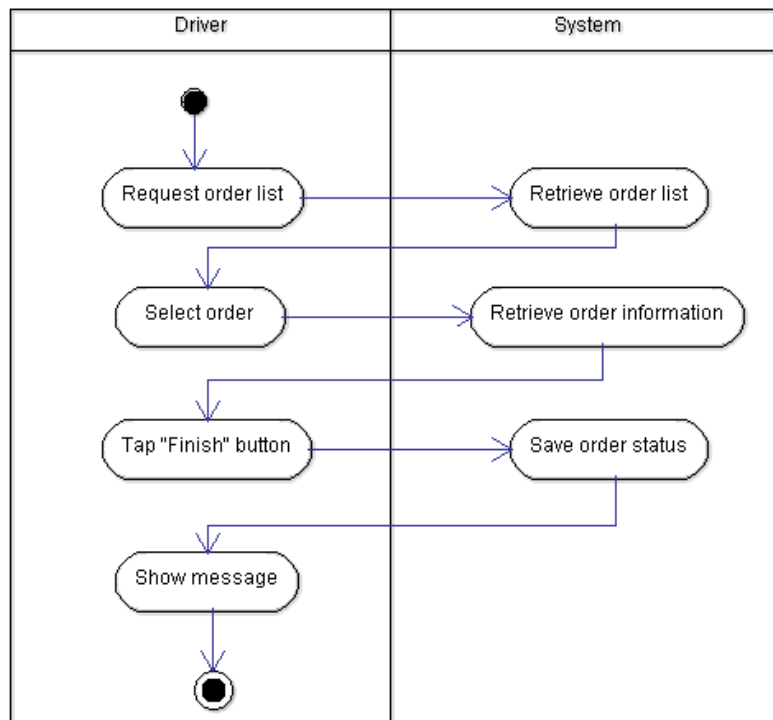 Driver
System
Request order list
Retrieve order list
Select order
Retrieve order information
Tap "Finish" button
Save order status
Show message